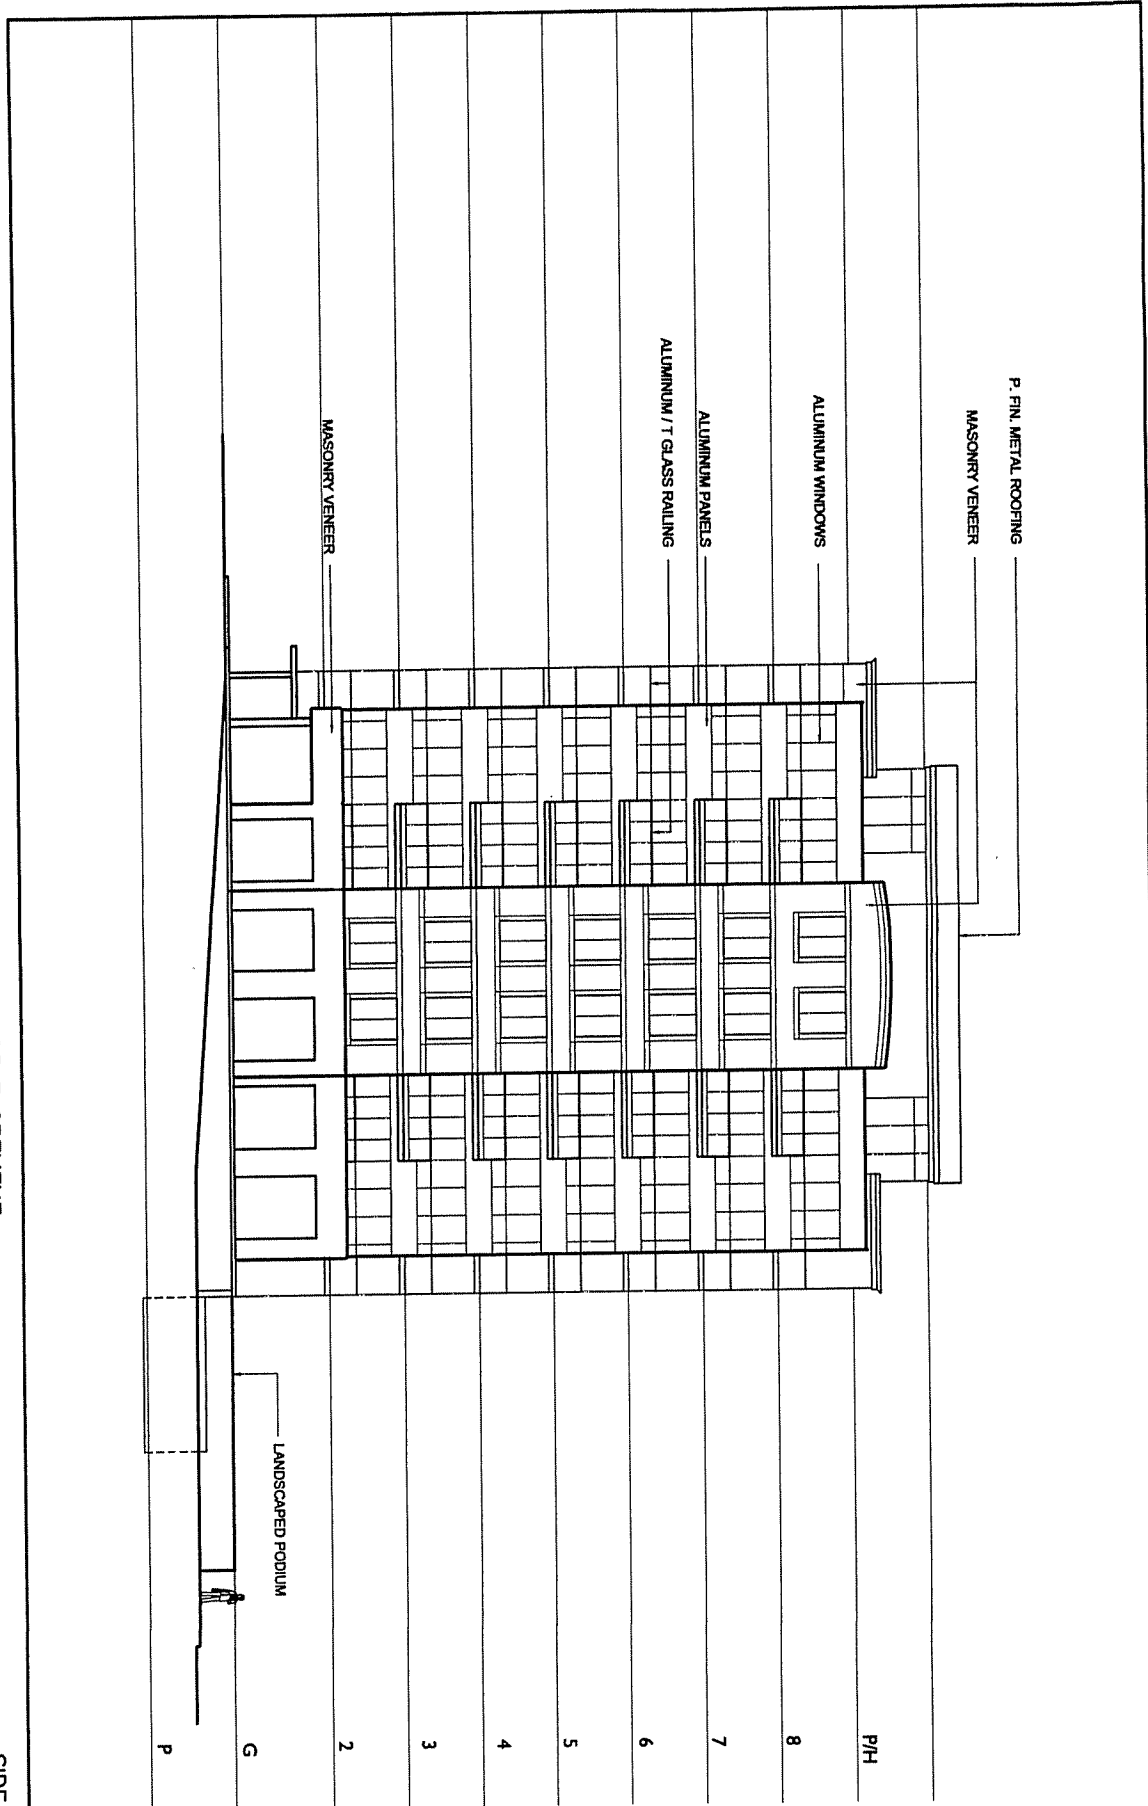 P. FIN. METAL ROOFING
MASONRY VENEER
ALUMINUM WINDOWS
ALUMINUM PANELS
ALUMINUM / T GLASS RAILING
MASONRY VENEER
LANDSCAPED PODIUM
P/H
8
7
6
5
4
3
2
G
P